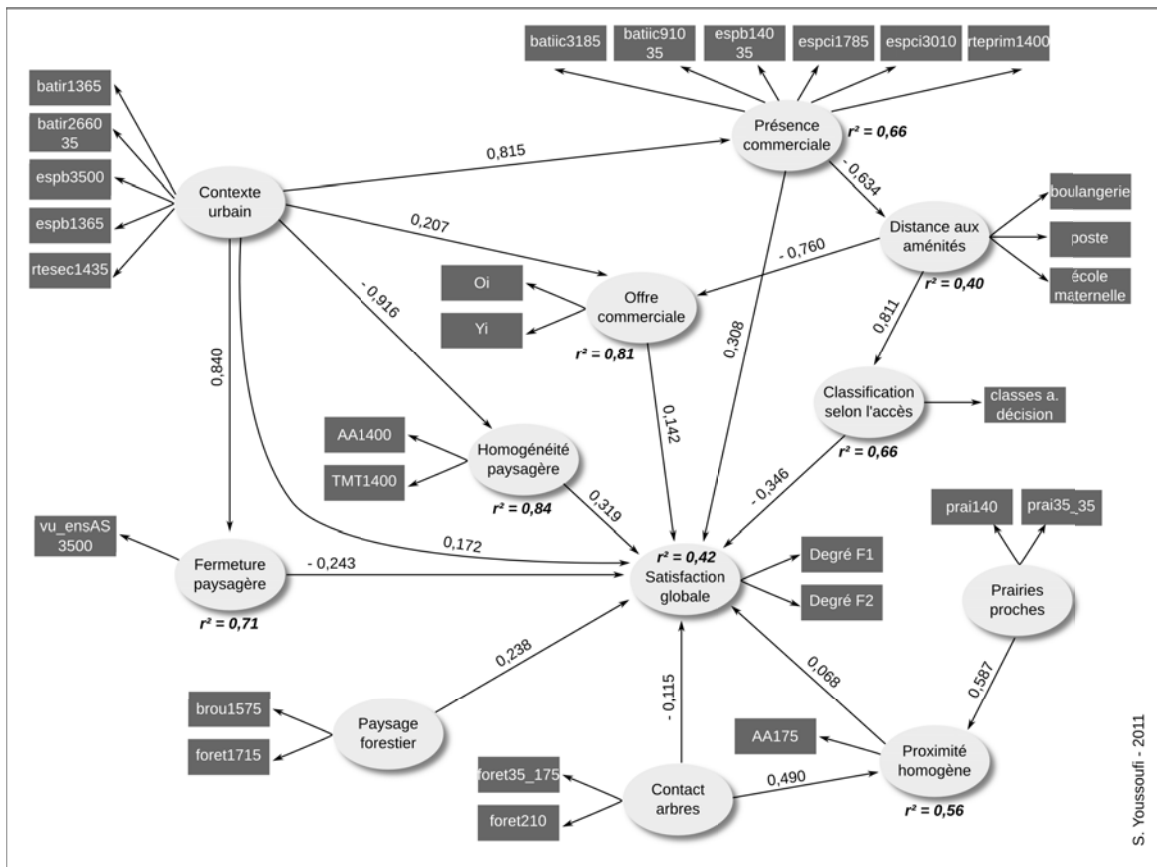 batiic3185
batiic910
35
espb140
35
espci1785
espci3010
rteprim1400
batir1365
batir2660
35
espb3500
espb1365
rtesec1435
Contexte
urbain
Présence
commerciale
r² = 0,66
0,815
- 0,634
0,207
- 0,916
0,840
Oi
Yi
Offre
commerciale
r² = 0,81
- 0,760
Distance aux
aménités
r² = 0,40
boulangerie
poste
école
maternelle
0,308
0,811
0,142
Classification
selon l'accès
r² = 0,66
classes a.
décision
AA1400
TMT1400
Homogénéité
paysagère
r² = 0,84
0,319
- 0,346
vu_ensAS
3500
Fermeture
paysagère
r² = 0,71
0,172
- 0,243
r² = 0,42
Satisfaction
globale
Degré F1
Degré F2
prai140
prai35_35
Prairies
proches
0,587
0,238
- 0,115
0,068
brou1575
foret1715
Paysage
forestier
foret35_175
foret210
Contact
arbres
0,490
AA175
Proximité
homogène
r² = 0,56
S. Youssoufi - 2011